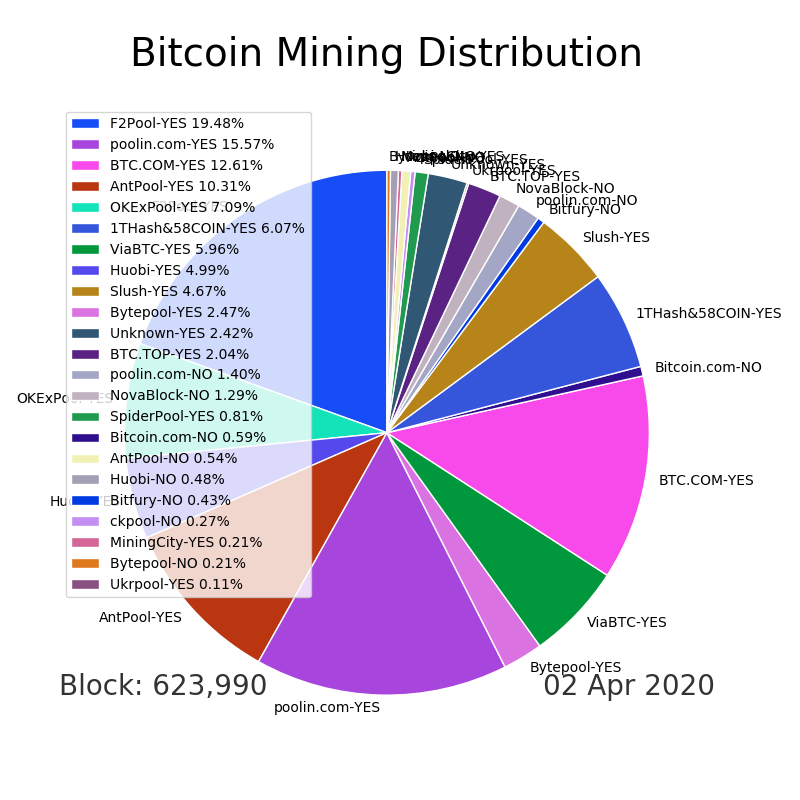 Bitcoin Mining Distribution
F2Pool-YES 19.48%
poolin.com-YES 15.57%
BTC.COM-YES 12.61%
AntPool-YES 10.31%
OKExPool-YES 7.09%
1THash&58COIN-YES 6.07%
ViaBTC-YES 5.96%
Huobi-YES 4.99%
Slush-YES 4.67%
Bytepool-YES 2.47%
Unknown-YES 2.42%
BTC.TOP-YES 2.04%
poolin.com-NO 1.40%
NovaBlock-NO 1.29%
SpiderPool-YES 0.81%
Bitcoin.com-NO 0.59%
AntPool-NO 0.54%
Huobi-NO 0.48%
Bitfury-NO 0.43%
ckpool-NO 0.27%
MiningCity-YES 0.21%
Bytepool-NO 0.21%
Ukrpool-YES 0.11%
Unknown-YES
Ukrpool-YES
BTC.TOP-YES
NovaBlock-NO
poolin.com-NO
Bitfury-NO
Slush-YES
1THash&58COIN-YES
Bitcoin.com-NO
BTC.COM-YES
ViaBTC-YES
Bytepool-YES
poolin.com-YES
AntPool-YES
Block: 623,990
02 Apr 2020